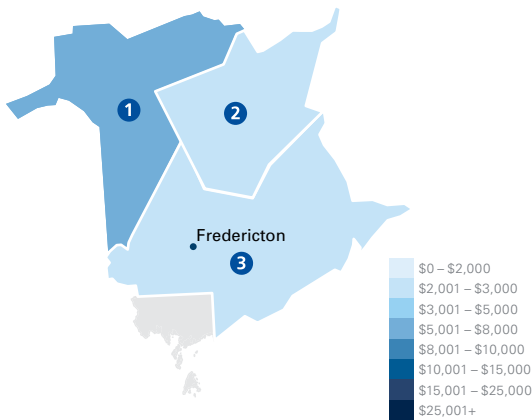 1
2
Fredericton
3
$0 – $2,000
$2,001 – $3,000
$3,001 – $5,000
$5,001 – $8,000
$8,001 – $10,000
$10,001 – $15,000
$15,001 – $25,000
$25,001+